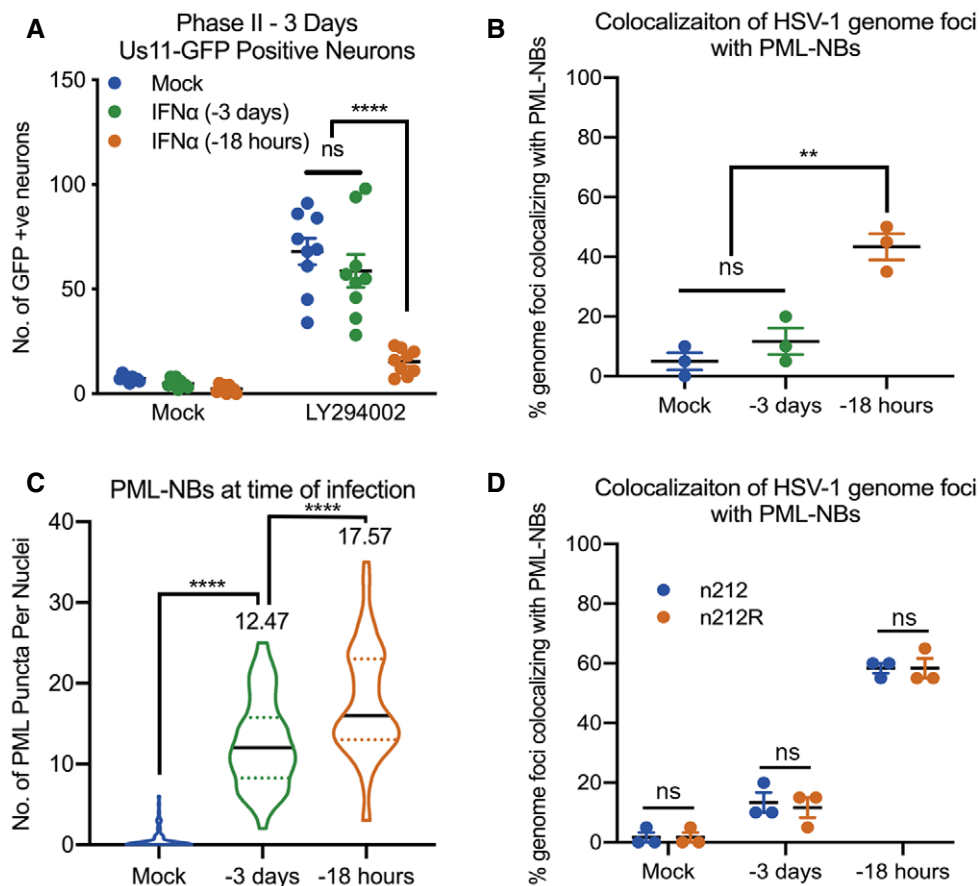 A
Phase II - 3 Days
Us11-GFP Positive Neurons
No. of GFP +ve neurons
150
100
50
0
Mock
IFNα (-3 days)
IFNα (-18 hours)
****
ns
Mock
LY294002
B
Colocalizaiton of HSV-1 genome foci
with PML-NBs
% genome foci colocalizing with PML-NBs
100
80
60
40
20
0
**
ns
Mock
-3 days
-18 hours
C
PML-NBs at time of infection
No. of PML Puncta Per Nuclei
40
30
20
10
0
****
17.57
****
12.47
Mock
-3 days
-18 hours
D
Colocalizaiton of HSV-1 genome foci
with PML-NBs
% genome foci colocalizing with PML-NBs
100
80
60
40
20
0
n212
n212R
ns
ns
ns
Mock
-3 days
-18 hours